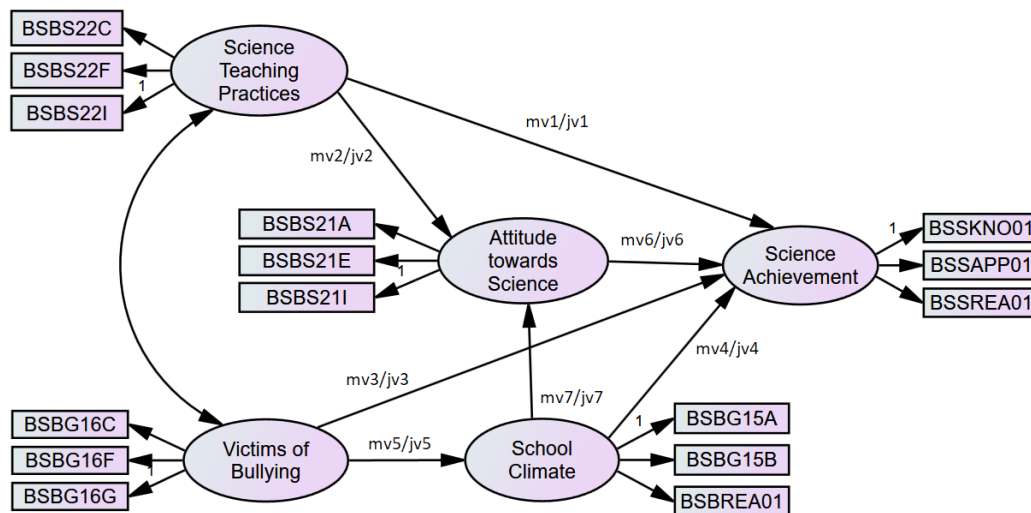 BSBS22C
BSBS22F
BSBS22I
1
Science
Teaching
Practices
mv1/jv1
mv2/jv2
BSBS21A
BSBS21E
BSBS21I
1
Attitude
towards
Science
mv6/jv6
Science
Achievement
1
BSSKNO01
BSSAPP01
BSSREA01
mv3/jv3
mv4/jv4
mv7/jv7
BSBG16C
BSBG16F
BSBG16G
1
Victims of
Bullying
mv5/jv5
School
Climate
1
BSBG15A
BSBG15B
BSBREA01